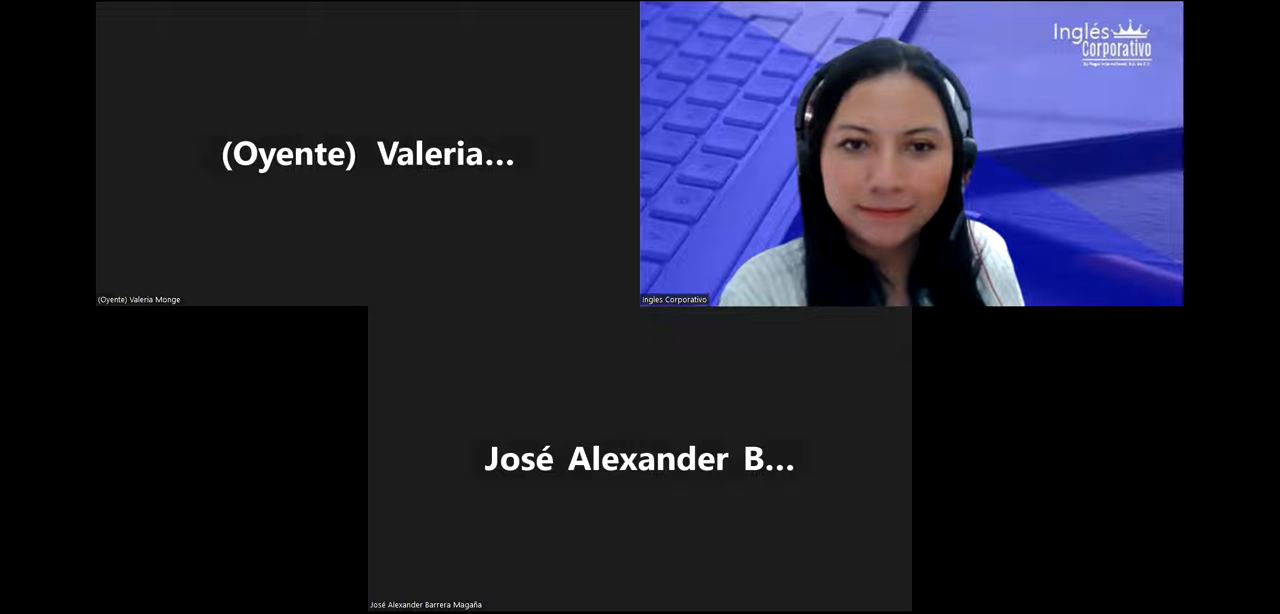 (Oyente) Valeria...
(Oyente) Valeria Monge
Inglés
Corporativo
Ingles Corporativo
José Alexander B...
José Alexander Barrera Magaña